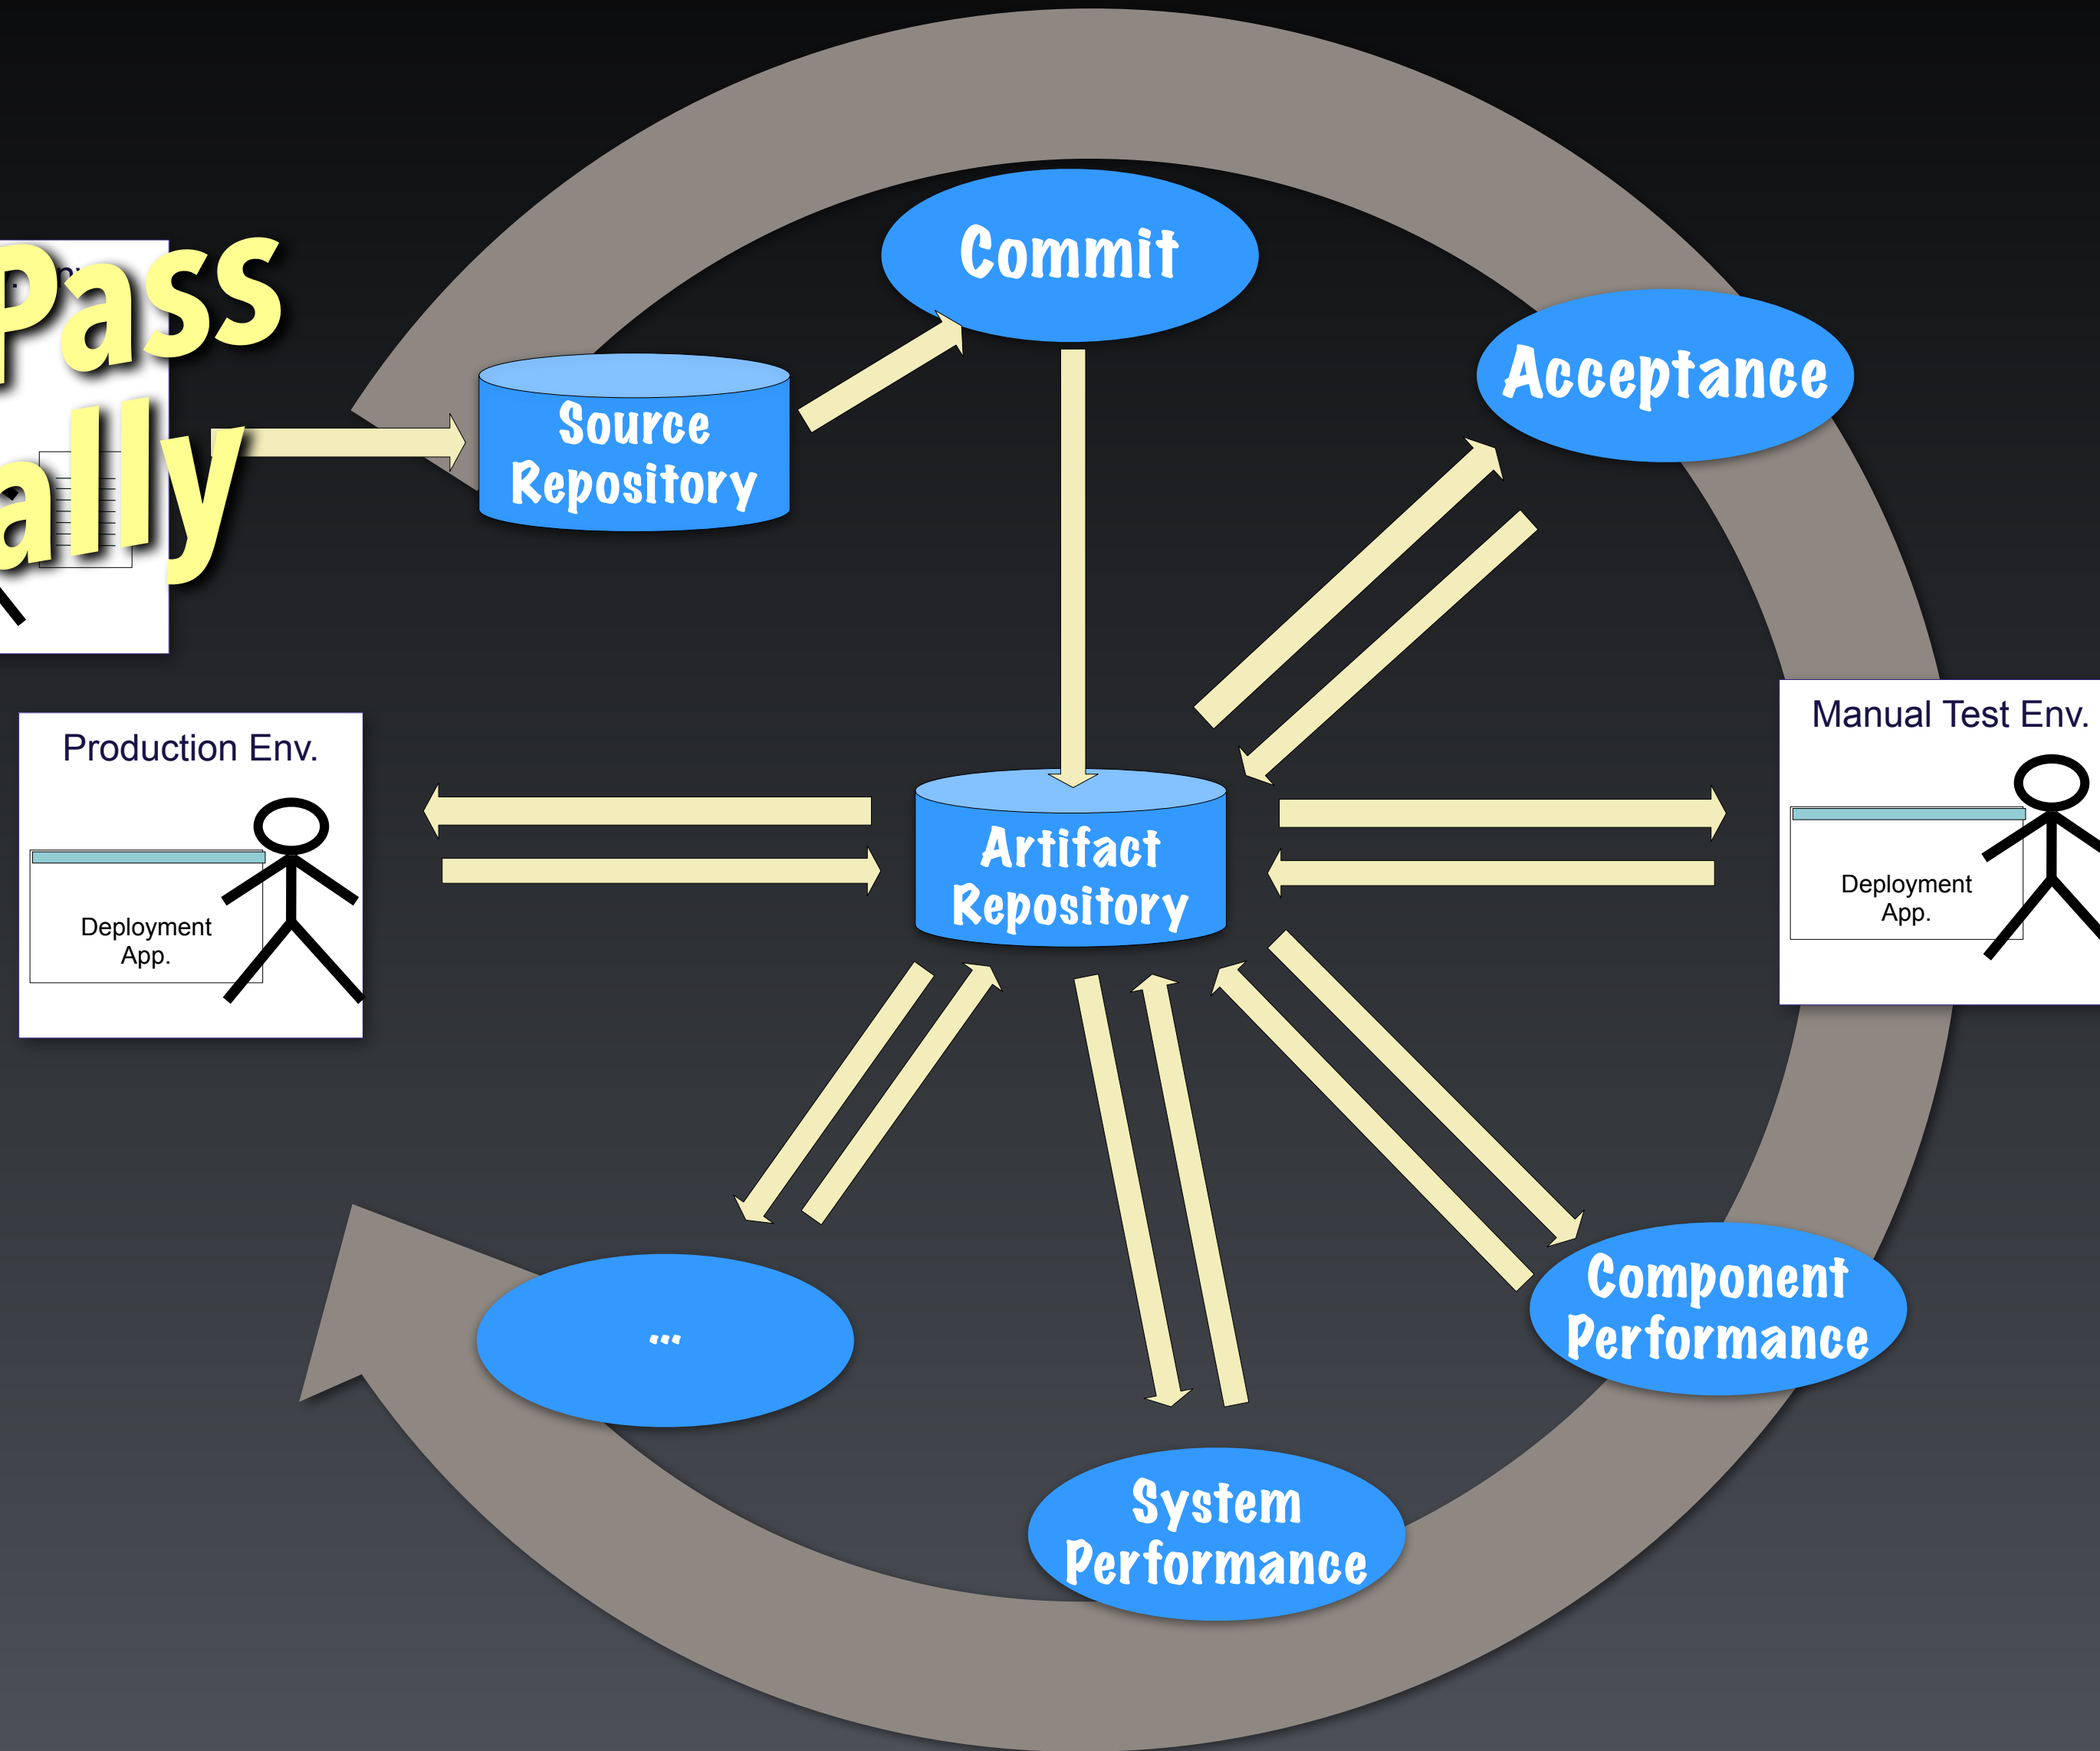 Pass
ally
Commit
Acceptance
Source
Repository
Manual Test Env.
Production Env.
Artifact
Repository
Deployment
App.
Deployment
App.
Component
Performance
...
System
Performance